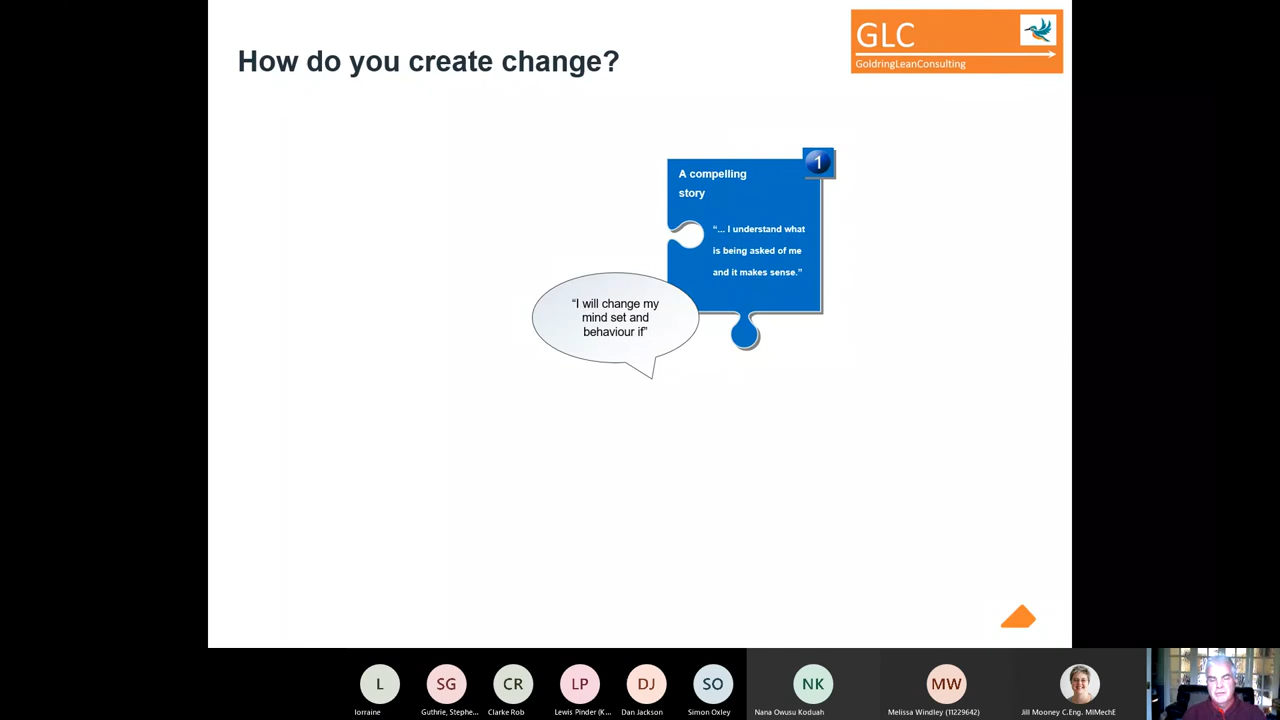 How do you create change?
GLC
GoldringLeanConsulting
1
A compelling
story
“... I understand what
is being asked of me
and it makes sense.”
“I will change my
mind set and
behaviour if”
L
SG
CR
LP
DJ
SO
NK
MW
lorraine
Guthrie, Stephe...
Clarke Rob
Lewis Pinder (K...
Dan Jackson
Simon Oxley
Nana Owusu Koduah
Melissa Windley (11229642)
Jill Mooney C.Eng. MIMechE